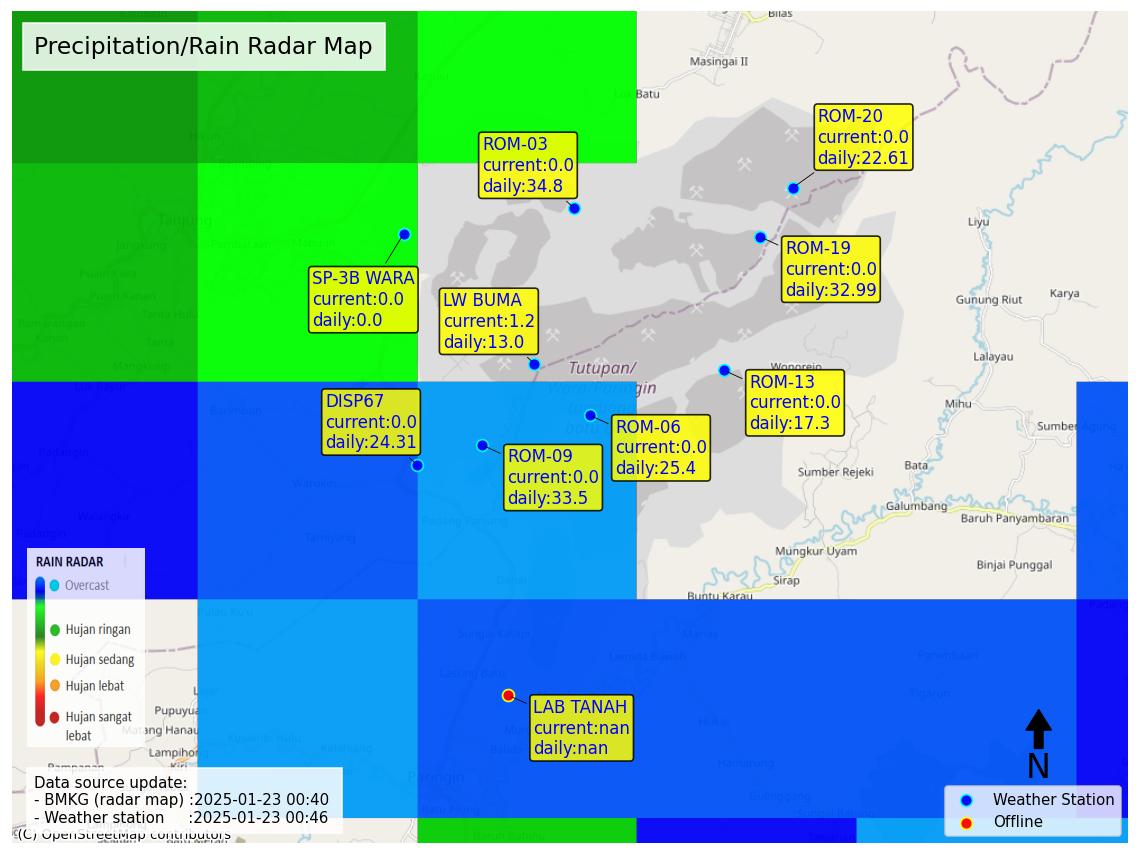 Precipitation/Rain Radar Map
Bilas
Masingai II
Batu
ROM-20
current:0.0
daily:22.61
ROM-03
current:0.0
daily:34.8
Tanjung
Liyu
ROM-19
current:0.0
daily:32.99
SP-3B WARA
current:0.0
daily:0.0
LW BUMA
current:1.2
daily:13.0
Gunung Riut
Karya
Lalayau
Tutupan/
Wonorejo
ROM-13
current:0.0
daily:17.3
Mihu
DISP67
current:0.0
daily:24.31
ROM-06
current:0.0
daily:25.4
Sumber Agung
ROM-09
current:0.0
daily:33.5
Bata
Sumber Rejeki
Galumbang
Baruh Panyambaran
Mungkur Uyam
Binjai Punggal
Sirap
Buntu Karau
RAIN RADAR
Overcast
Hujan ringan
Hujan sedang
Hujan lebat
Hujan sangat
lebat
LAB TANAH
current:nan
daily:nan
Pupuyua
Matang Hanau
Lampihong
Kiri
Paringin
N
Data source update:
- BMKG (radar map) :2025-01-23 00:40
- Weather station :2025-01-23 00:46
Weather Station
Offline
(C) OpenStreetMap contributors